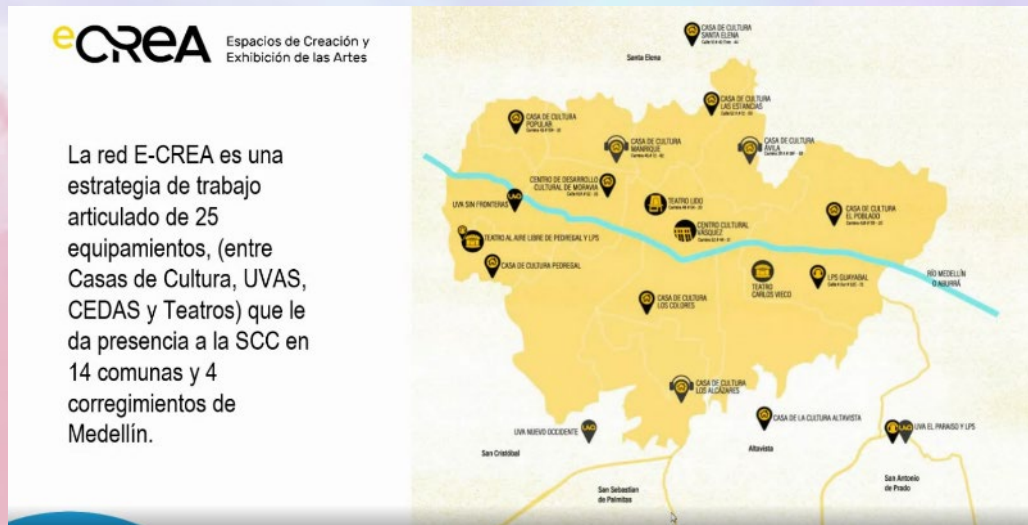 eCREA
Espacios de Creación y
Exhibición de las Artes
La red E-CREA es una
estrategia de trabajo
articulado de 25
equipamientos, (entre
Casas de Cultura, UVAS,
CEDAS y Teatros) que le
da presencia a la SCC en
14 comunas y 4
corregimientos de
Medellín.
CASA DE CULTURA
SANTA ELENA
Santa Elena
CASA DE CULTURA
LAS ESTANCIAS
CASA DE CULTURA
POPULAR
CASA DE CULTURA
MANRIQUE
CASA DE CULTURA
ÁVILA
CENTRO DE DESARROLLO
CULTURAL DE MORAVIA
UVA SIN FRONTERAS
UVA
TEATRO LIDO
CASA DE CULTURA
EL POBLADO
CENTRO CULTURAL
VÁSQUEZ
TEATRO AL AIRE LIBRE DE PEDREGAL Y LPS
CASA DE CULTURA PEDREGAL
TEATRO
CARLOS VIECO
LPS GUAYABAL
RÍO MEDELLÍN
O ABURRÁ
CASA DE CULTURA
LOS COLORES
CASA DE CULTURA
LOS ALCÁZARES
UVA NUEVO OCCIDENTE
UVA
CASA DE LA CULTURA ALTAVISTA
UVA
UVA EL PARAISO Y LPS
San Cristóbal
Altavista
San Sebastian
de Palmitas
San Antonio
de Prado